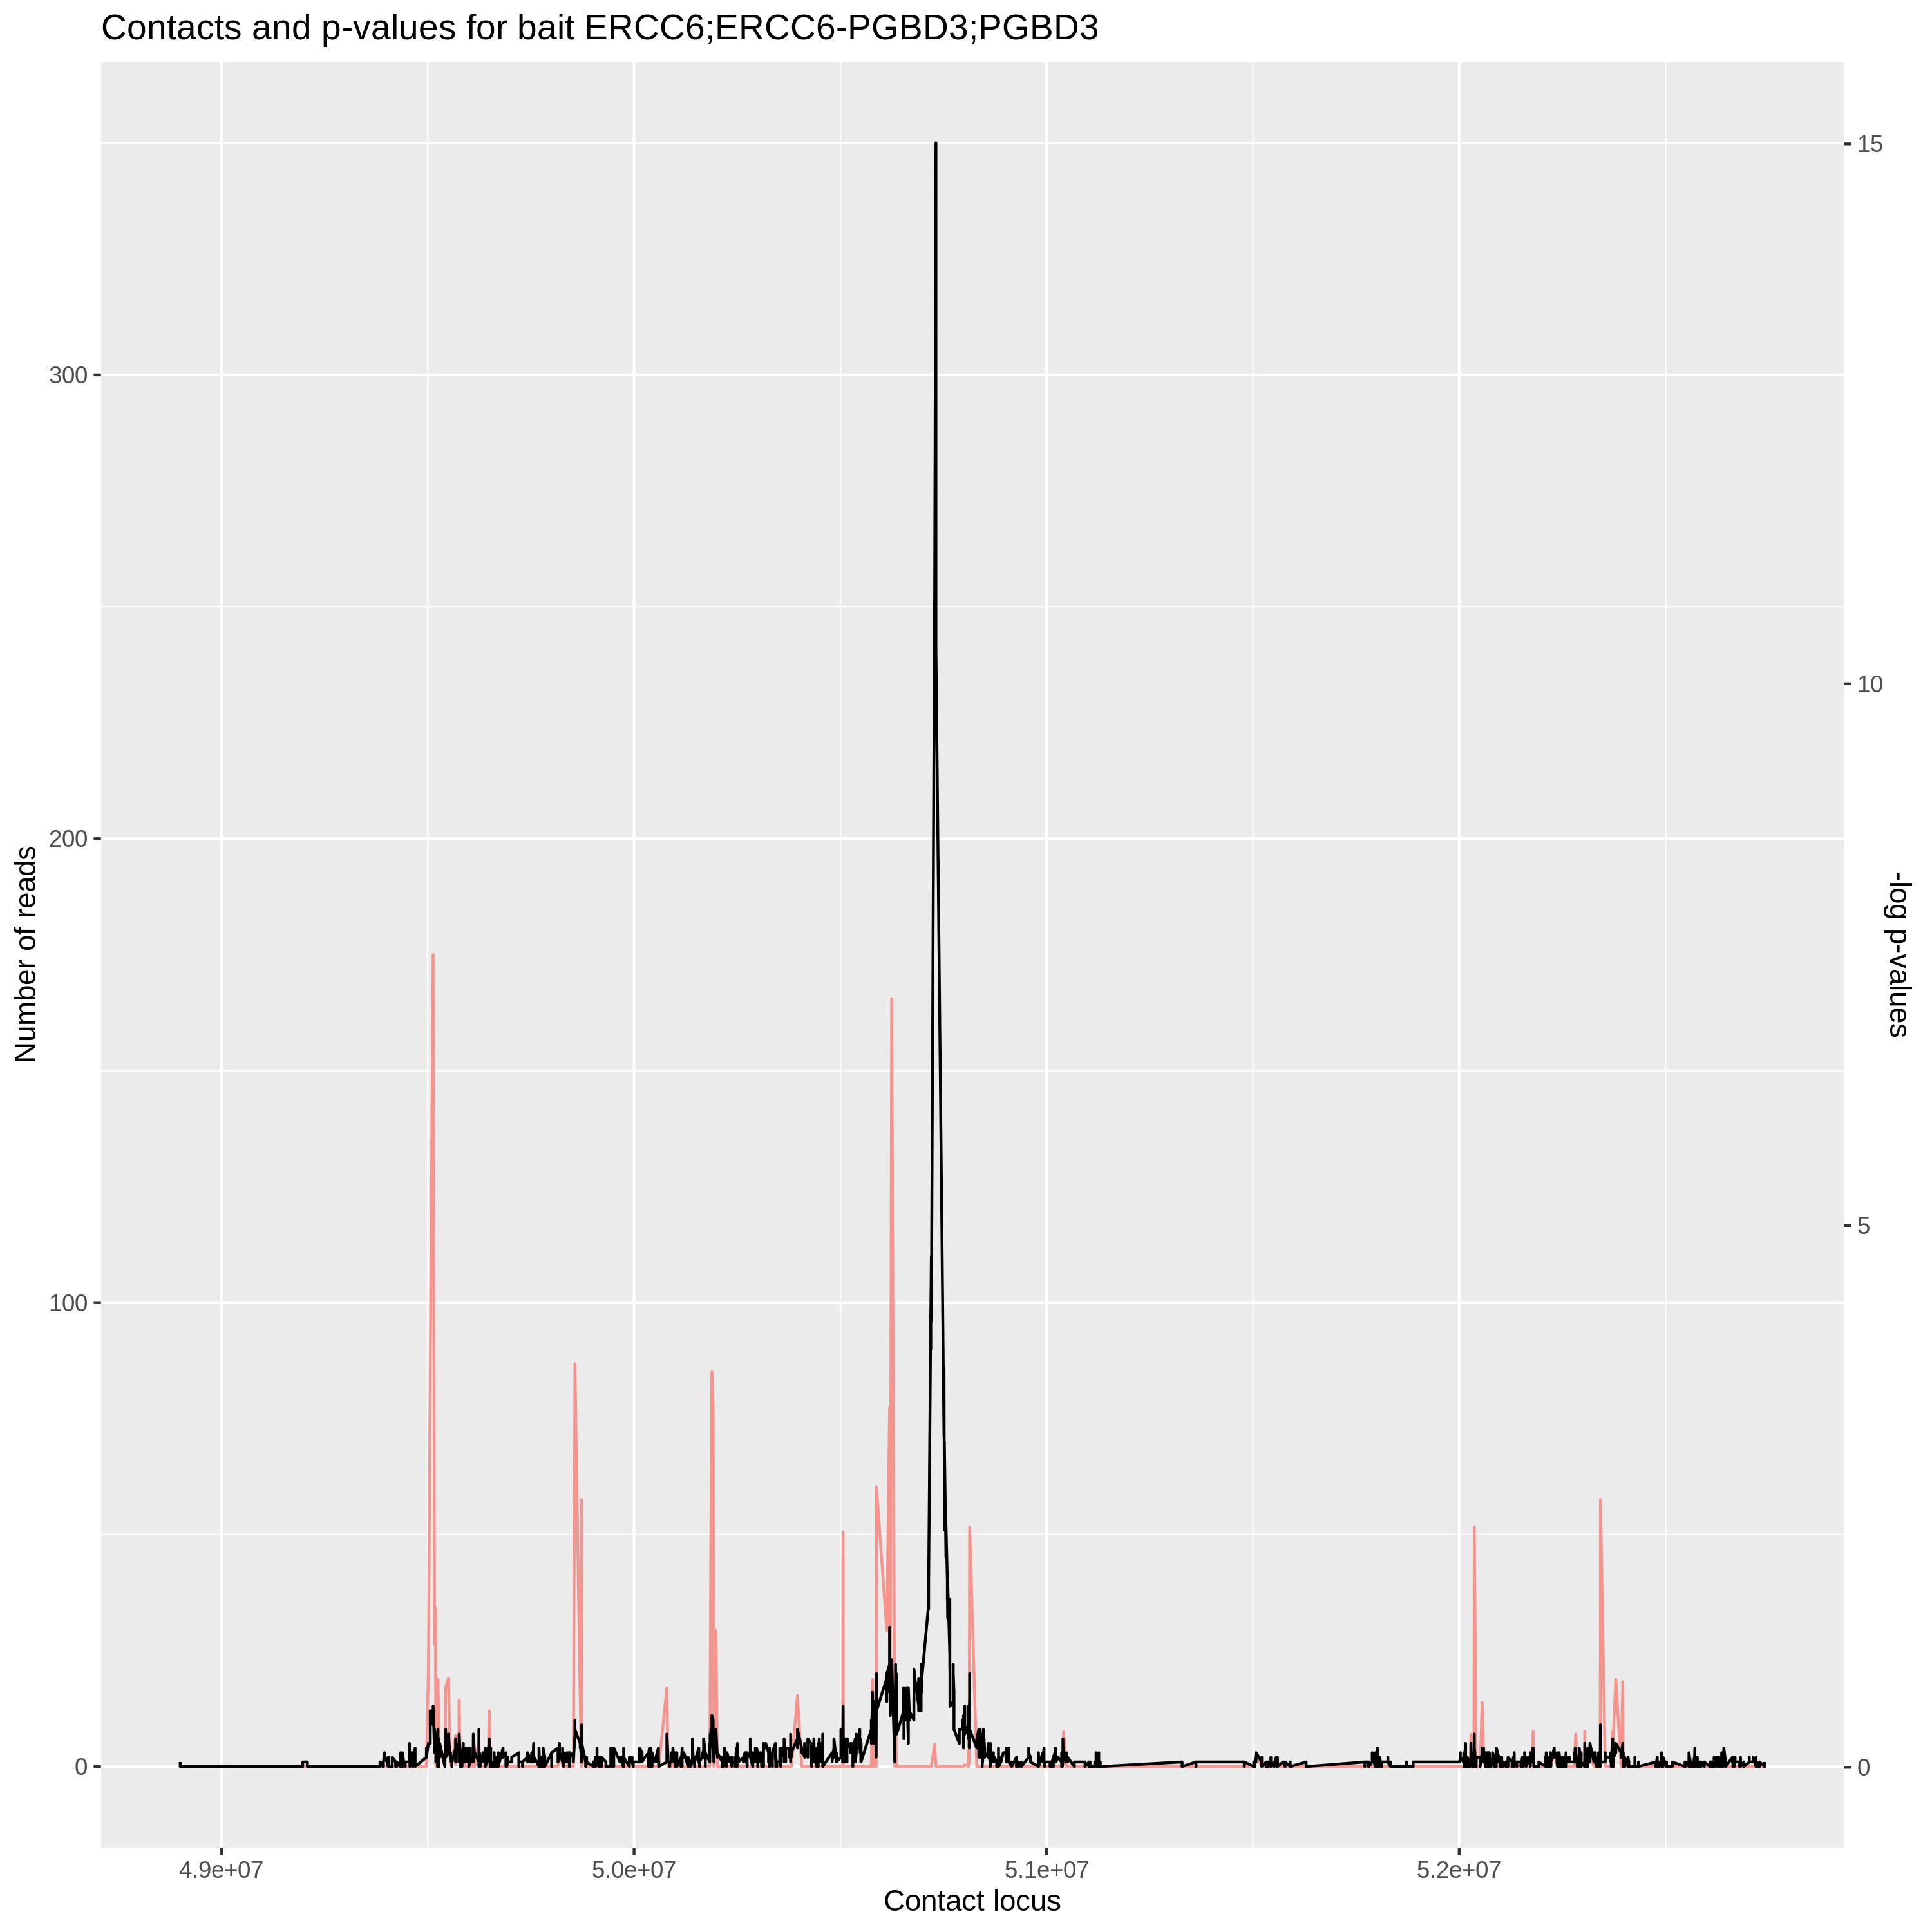 Contacts and p-values for bait ERCC6;ERCC6-PGBD3;PGBD3
Number of reads
300
200
100
0
15
10
5
0
-log p-values
4.9e+07 5.0e+07 5.1e+07 5.2e+07
Contact locus